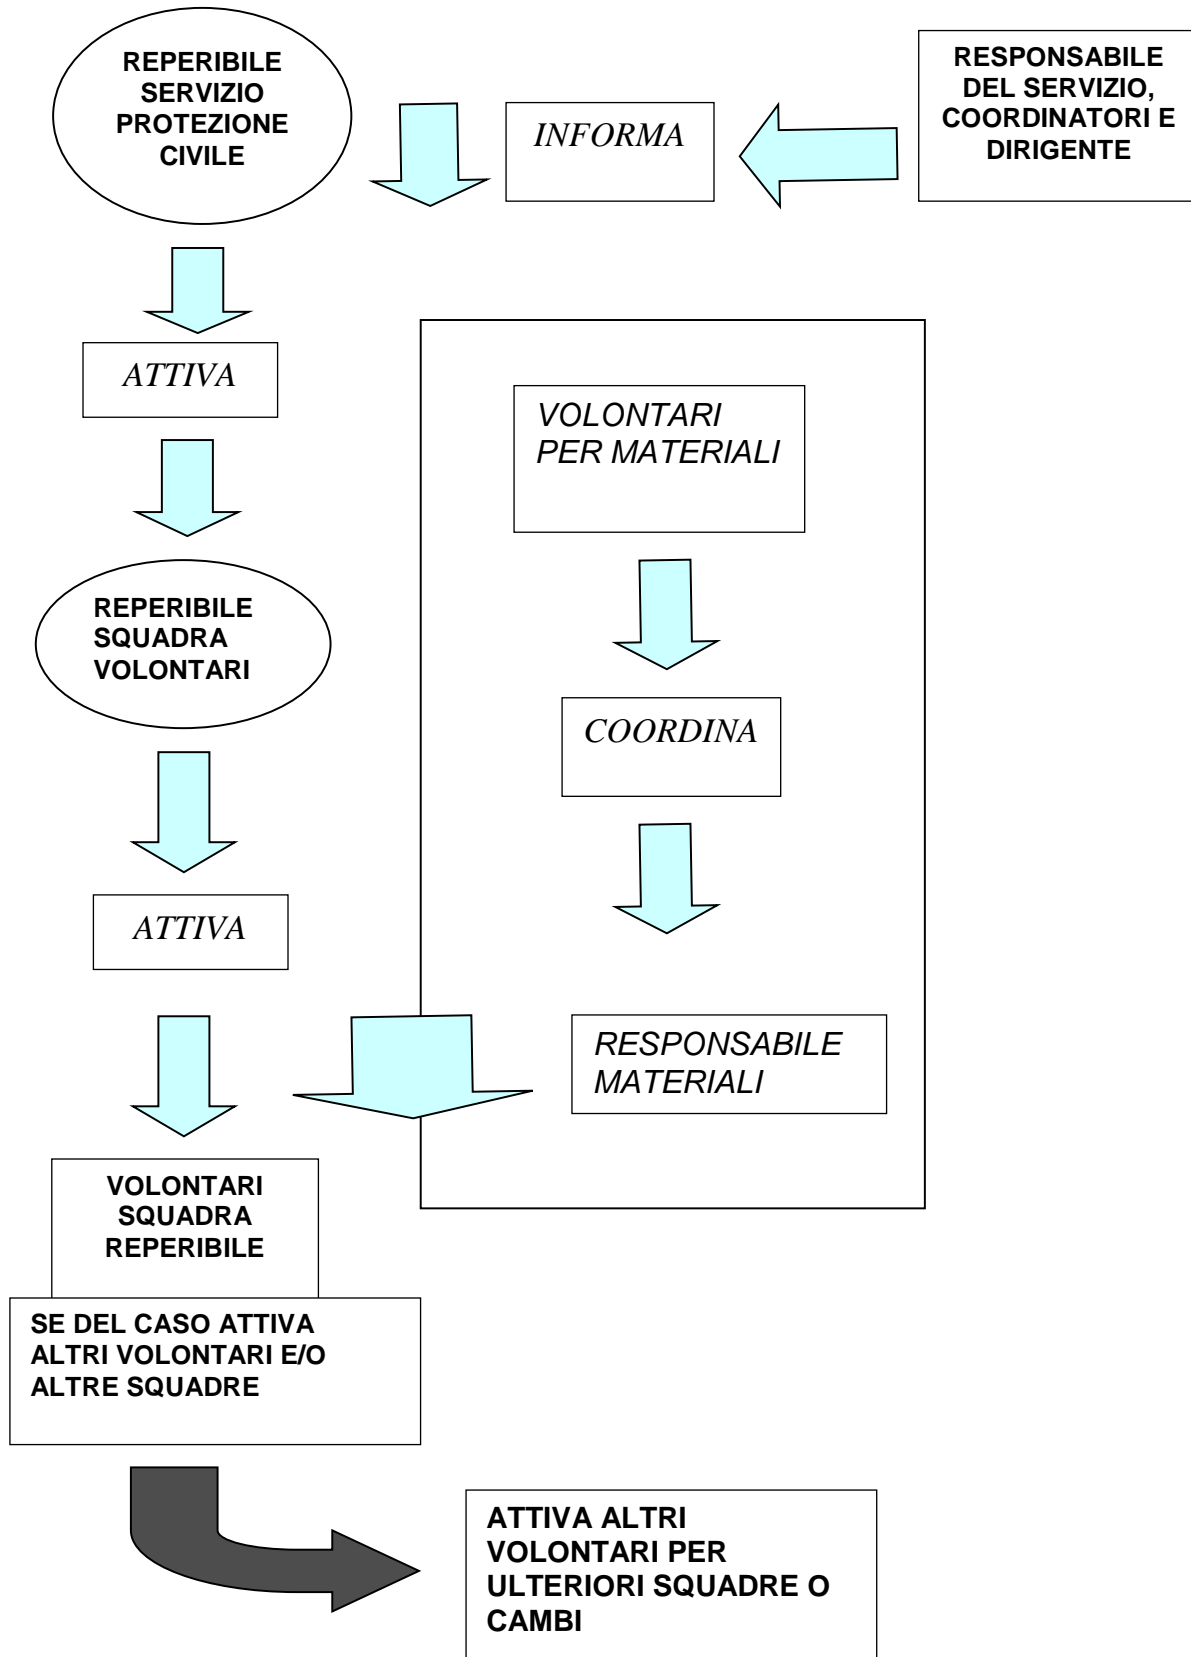 REPERIBILE
SERVIZIO
PROTEZIONE
CIVILE
INFORMA
RESPONSABILE
DEL SERVIZIO,
COORDINATORI E
DIRIGENTE
ATTIVA
VOLONTARI
PER MATERIALI
REPERIBILE
SQUADRA
VOLONTARI
COORDINA
ATTIVA
RESPONSABILE
MATERIALI
VOLONTARI
SQUADRA
REPERIBILE
SE DEL CASO ATTIVA
ALTRI VOLONTARI E/O
ALTRE SQUADRE
ATTIVA ALTRI
VOLONTARI PER
ULTERIORI SQUADRE O
CAMBI